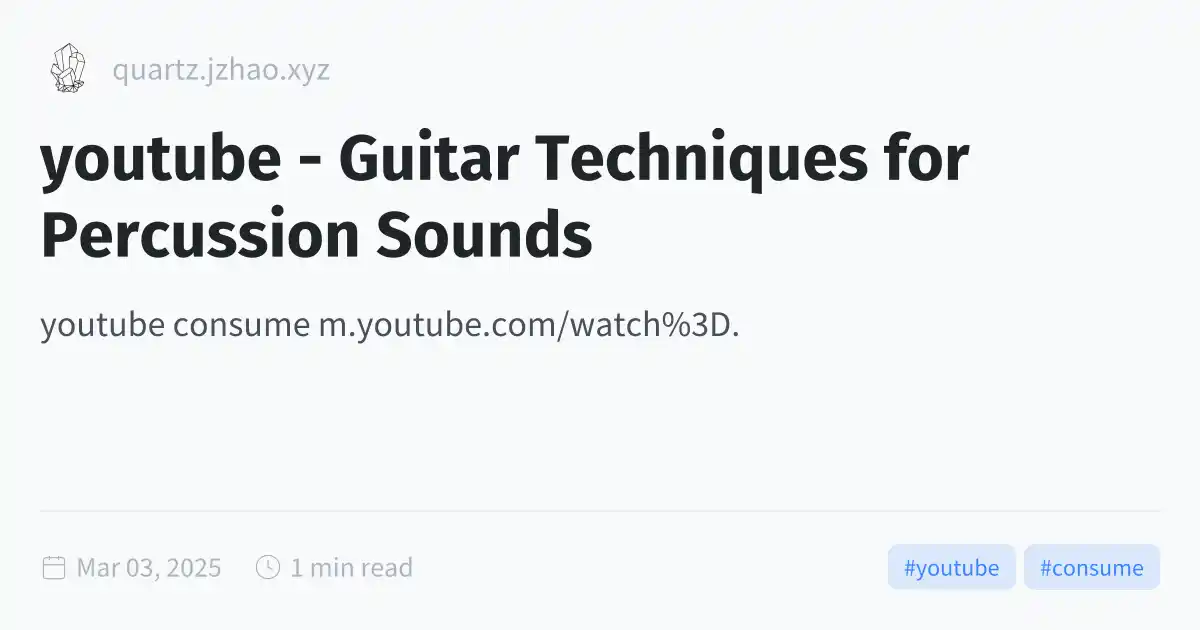 quartz.jzhao.xyz
youtube - Guitar Techniques for
Percussion Sounds
youtube consume m.youtube.com/watch%3D.
Mar 03, 2025
1 min read
#youtube
#consume